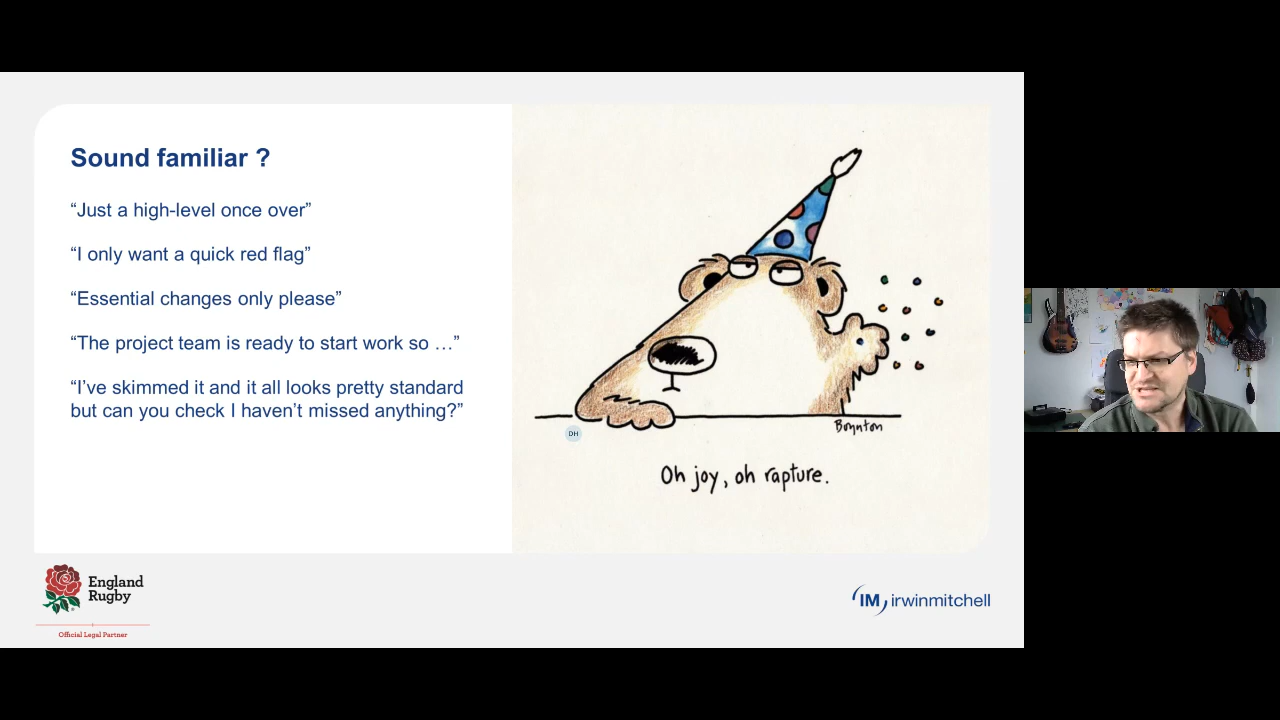 Sound familiar ?
“Just a high-level once over”
“I only want a quick red flag”
“Essential changes only please”
“The project team is ready to start work so …”
“I’ve skimmed it and it all looks pretty standard
but can you check I haven’t missed anything?”
Boynton
DH
Oh joy, oh rapture.
England
Rugby
Official Legal Partner
IM irwinmitchell